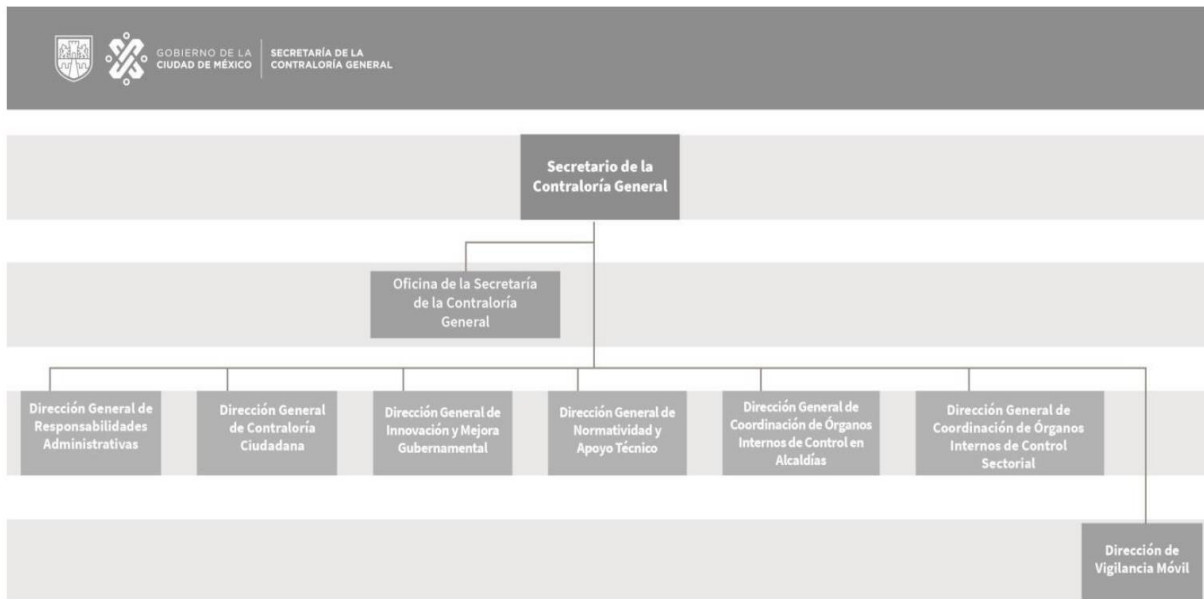 GOBIERNO DE LA
CIUDAD DE MÉXICO
SECRETARÍA DE LA
CONTRALORÍA GENERAL
Secretario de la
Contraloría General
Oficina de la Secretaría
de la Contraloría
General
Dirección General de
Responsabilidades
Administrativas
Dirección General
de Contraloría
Ciudadana
Dirección General de
Innovación y Mejora
Gubernamental
Dirección General de
Normatividad y
Apoyo Técnico
Dirección General de
Coordinación de Órganos
Internos de Control en
Alcaldías
Dirección General de
Coordinación de Órganos
Internos de Control
Sectorial
Dirección de
Vigilancia Móvil